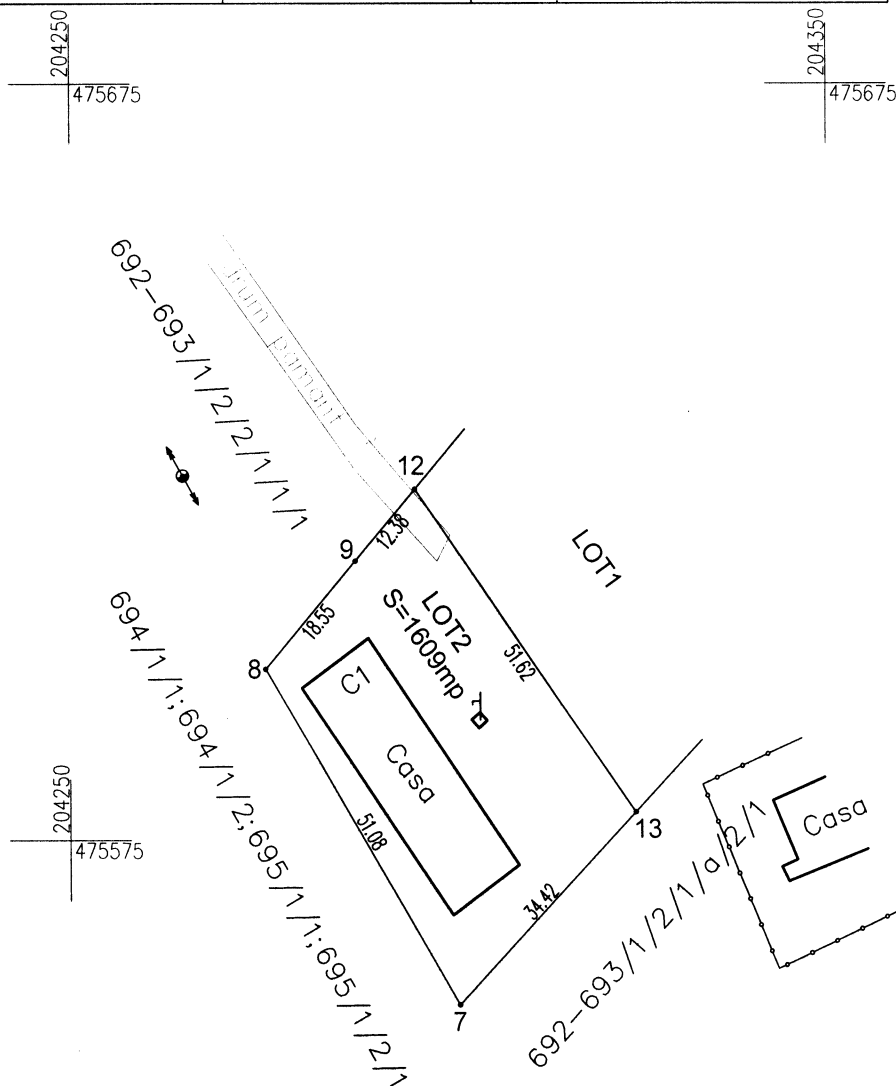 204250
475675
204350
475675
drum pamant
692-693/1/2/2/1/1/1
12
12.38
9
LOT1
18.55
LOT2
S=1609mp
51.62
694/1/1;694/1/2;695/1/1;695/1/2/1
8
C1
Casa
51.08
204250
475575
13
Casa
34.42
692-693/1/2/1/a/2/1
7